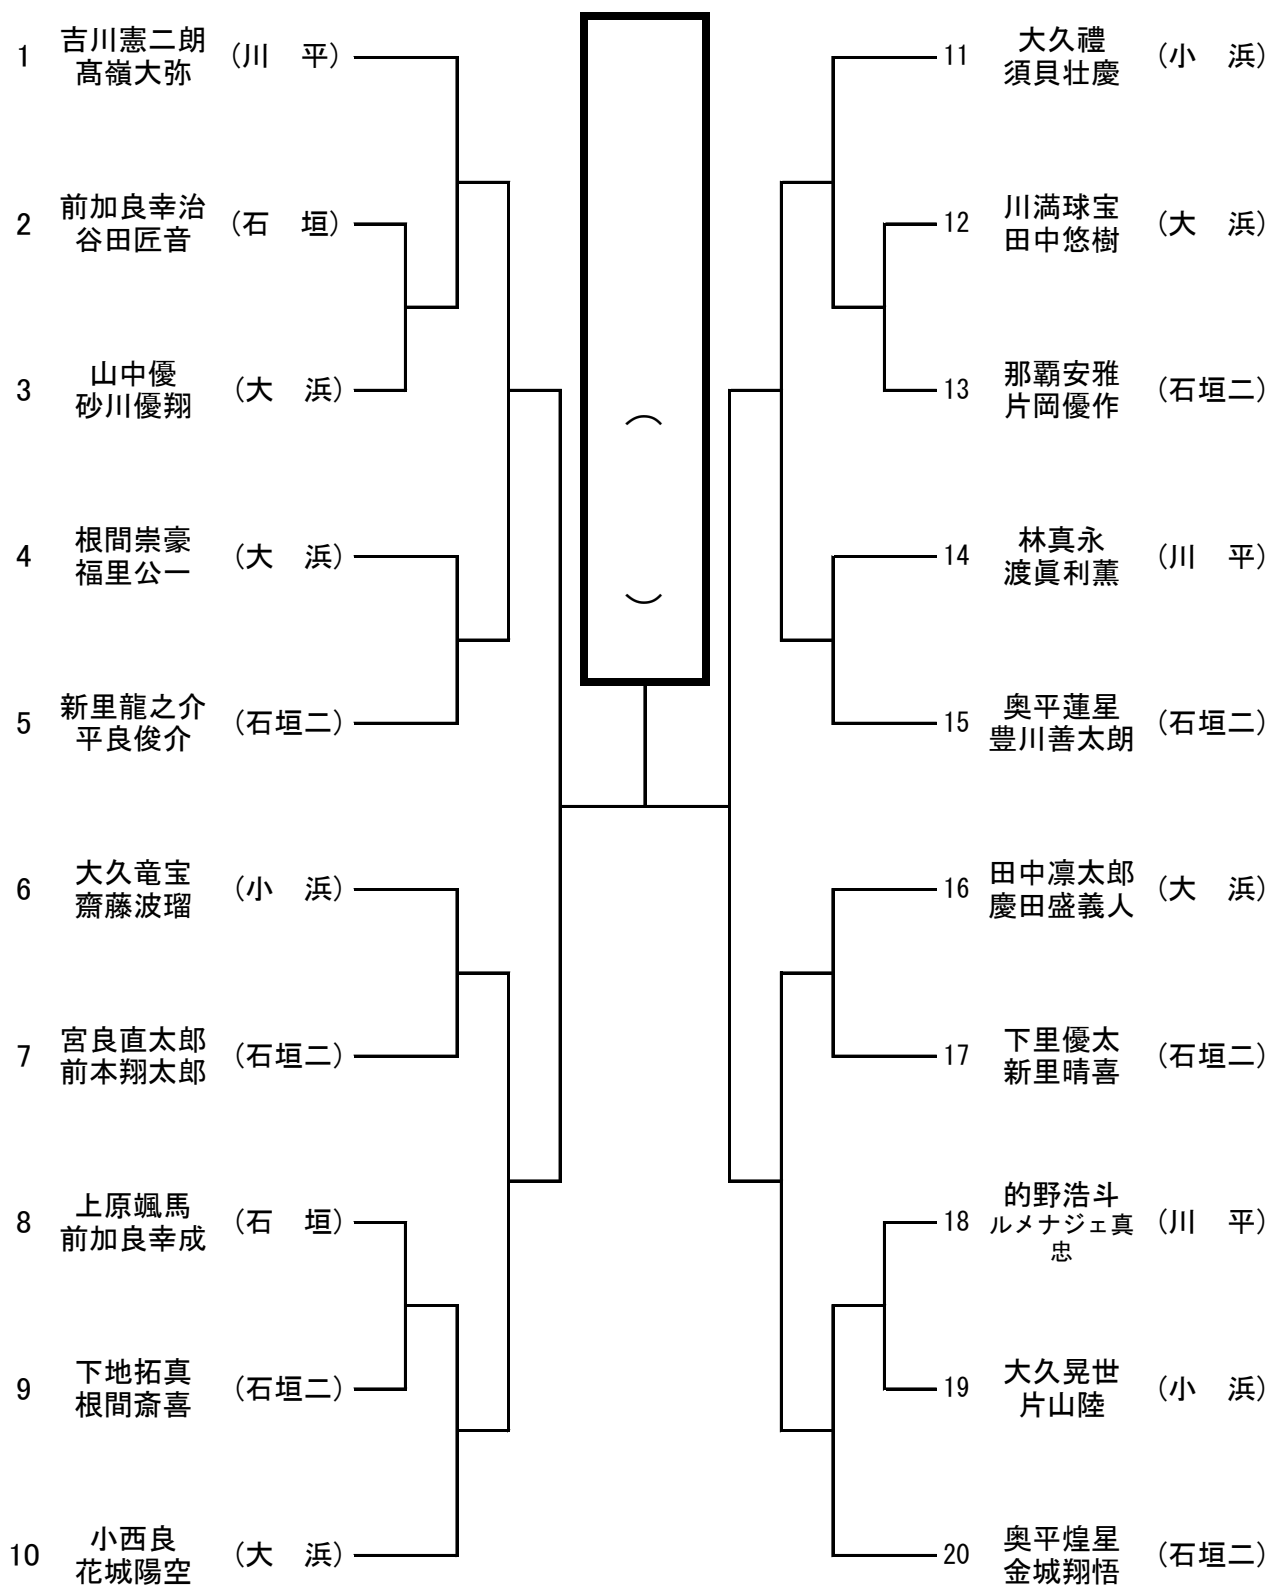 1 吉川憲二朗 (川　平)
髙嶺大弥
2 前加良幸治 (石　垣)
谷田匠音
3 山中優 (大　浜)
砂川優翔
4 根間崇豪 (大　浜)
福里公一
5 新里龍之介 (石垣二)
平良俊介
6 大久竜宝 (小　浜)
齋藤波瑠
7 宮良直太郎 (石垣二)
前本翔太郎
8 上原颯馬 (石　垣)
前加良幸成
9 下地拓真 (石垣二)
根間斎喜
10 小西良 (大　浜)
花城陽空
(
)
11 大久禮 (小　浜)
須貝壮慶
12 川満球宝 (大　浜)
田中悠樹
13 那覇安雅 (石垣二)
片岡優作
14 林真永 (川　平)
渡眞利薫
15 奥平蓮星 (石垣二)
豊川善太朗
16 田中凛太郎 (大　浜)
慶田盛義人
17 下里優太 (石垣二)
新里晴喜
18 的野浩斗 (川　平)
ルメナジェ真
忠
19 大久晃世 (小　浜)
片山陸
20 奥平煌星 (石垣二)
金城翔悟